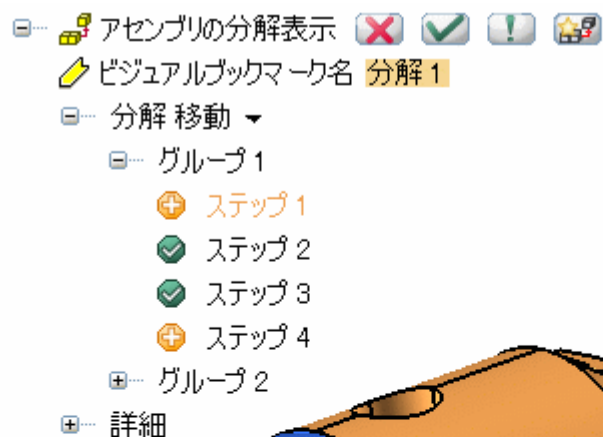 アセンブリの分解表示
ビジュアルブックマーク名 分解 1
分解 移動
グループ 1
ステップ 1
ステップ 2
ステップ 3
ステップ 4
グループ 2
詳細